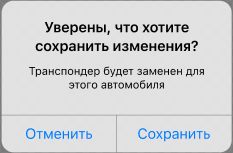 Уверены, что хотите
сохранить изменения?
Транспондер будет заменен для
этого автомобиля
Отменить
Сохранить